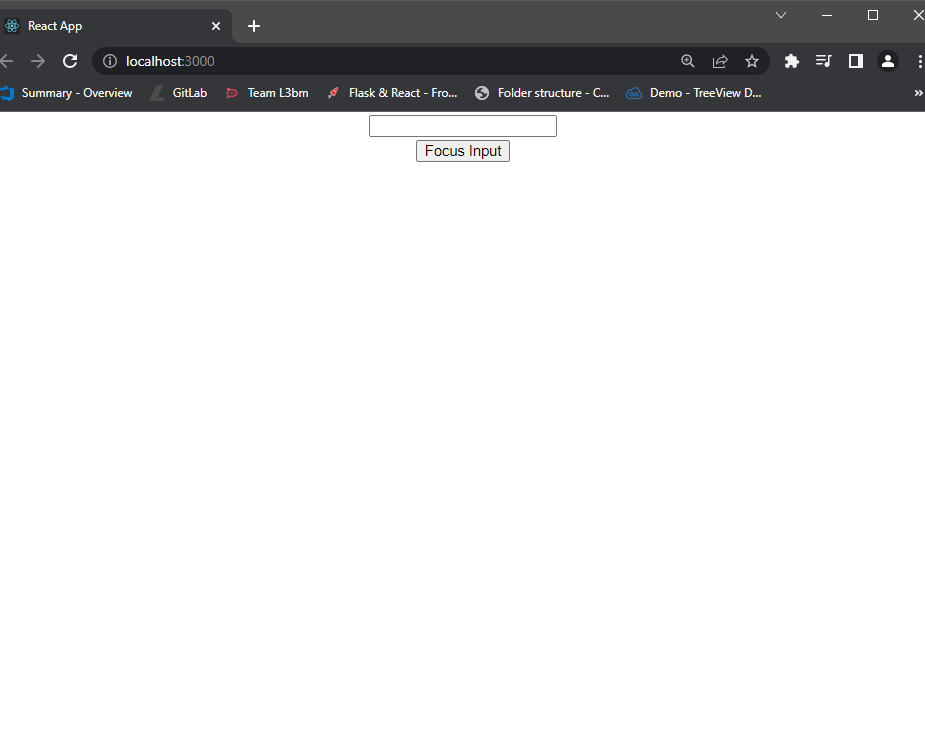 React App
localhost:3000
Summary - Overview GitLab Team L3bm Flask & React - Fro... Folder structure - C... Demo - TreeView D... »
Focus Input